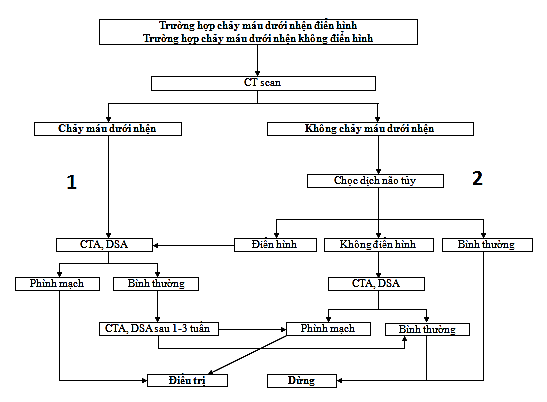 Trường hợp chảy máu dưới nhện điển hình
Trường hợp chảy máu dưới nhện không điển hình
CT scan
Chảy máu dưới nhện
Không chảy máu dưới nhện
1
2
Chọc dịch não tủy
CTA, DSA
Điển hình
Không điển hình
Bình thường
Phình mạch
Bình thường
CTA, DSA
CTA, DSA sau 1-3 tuần
Phình mạch
Bình thường
Điều trị
Dừng